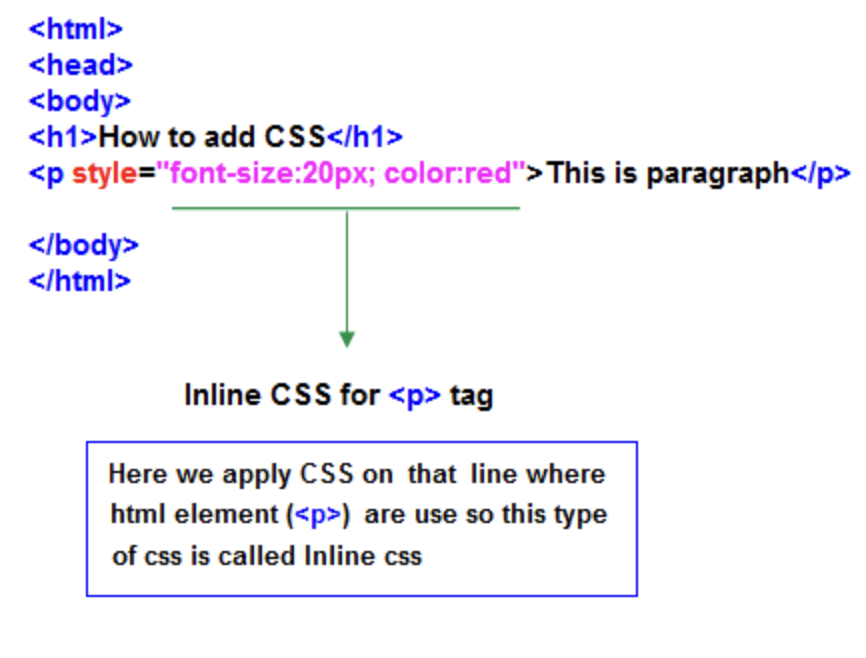 <html>
<head>
<body>
<h1>How to add CSS</h1>
<p style="font-size:20px; color:red">This is paragraph</p>
</body>
</html>
Inline CSS for <p> tag
Here we apply CSS on that line where
html element (<p>) are use so this type
of css is called Inline css